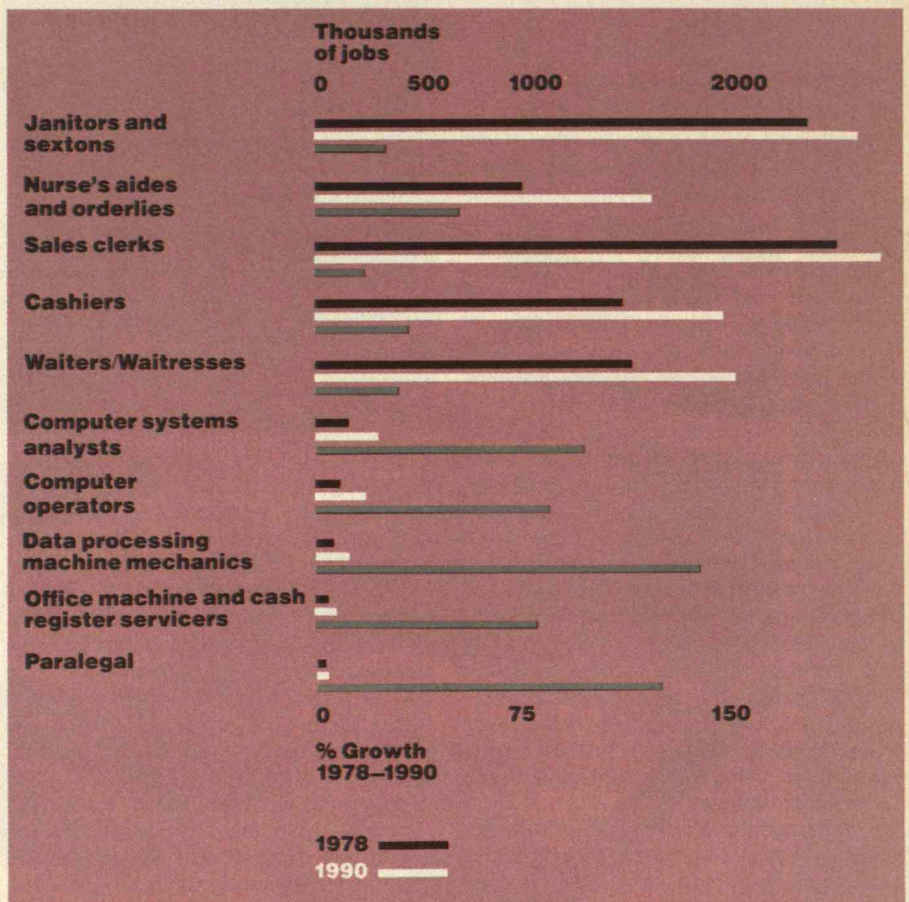 Thousands
of jobs
0 500 1000 2000
Janitors and
sextons
Nurse's aides
and orderlies
Sales clerks
Cashiers
Waiters/Waitresses
Computer systems
analysts
Computer
operators
Data processing
machine mechanics
Office machine and cash
register servicers
Paralegal
0 75 150
% Growth
1978–1990
1978
1990